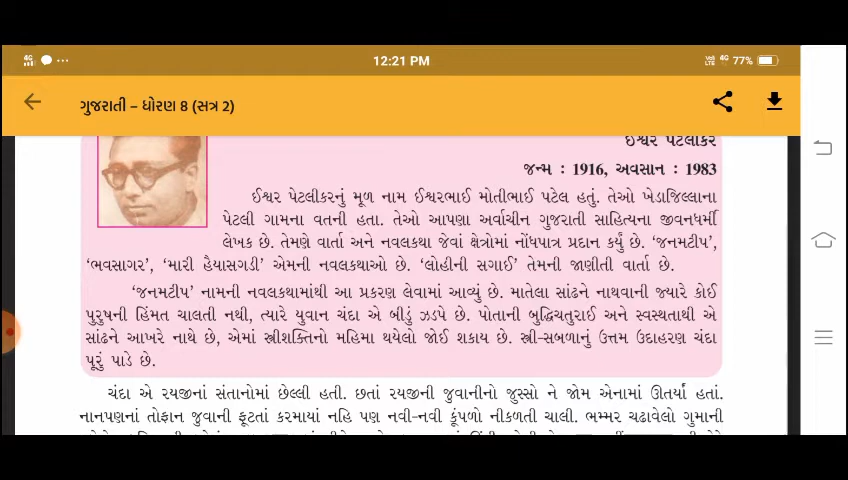 4G ...
12:21 PM
Vo) LTE 4G 77%
ગુજરાતી – ધોરણ 8 (સત્ર 2)
ઈશ્વર પેટલીકર
જન્મ : 1916, અવસાન : 1983
ઈશ્વર પેટલીકરનું મૂળ નામ ઈશ્વરભાઈ મોતીભાઈ પટેલ હતું. તેઓ ખેડાજિલ્લાના
પેટલી ગામના વતની હતા. તેઓ આપણા અર્વાચીન ગુજરાતી સાહિત્યના જીવનધર્મી
લેખક છે. તેમણે વાર્તા અને નવલકથા જેવાં ક્ષેત્રોમાં નોંધપાત્ર પ્રદાન કર્યું છે. ‘જનમટીપ’,
‘ભવસાગર’, ‘મારી હૈયાસગડી’ એમની નવલકથાઓ છે. ‘લોહીની સગાઈ’ તેમની જાણીતી વાર્તા છે.
‘જનમટીપ’ નામની નવલકથામાંથી આ પ્રકરણ લેવામાં આવ્યું છે. માતેલા સાંઢને નાથવાની જ્યારે કોઈ
પુરુષની હિંમત ચાલતી નથી, ત્યારે યુવાન ચંદા એ બીડું ઝડપે છે. પોતાની બુદ્ધિચતુરાઈ અને સ્વસ્થતાથી એ
સાંઢને આખરે નાથે છે, એમાં સ્ત્રીશક્તિનો મહિમા થયેલો જોઈ શકાય છે. સ્ત્રી-સબળાનું ઉત્તમ ઉદાહરણ ચંદા
પૂરું પાડે છે.
ચંદા એ રયજીનાં સંતાનોમાં છેલ્લી હતી. છતાં રયજીની જુવાનીનો જુસ્સો ને જોમ એનામાં ઊતર્યાં હતાં.
નાનપણનાં તોફાન જુવાની ફૂટતાં કરમાયાં નહિ પણ નવી-નવી કૂંપળો નીકળતી ચાલી. ભમ્મર ચઢાવેલો ગુમાની